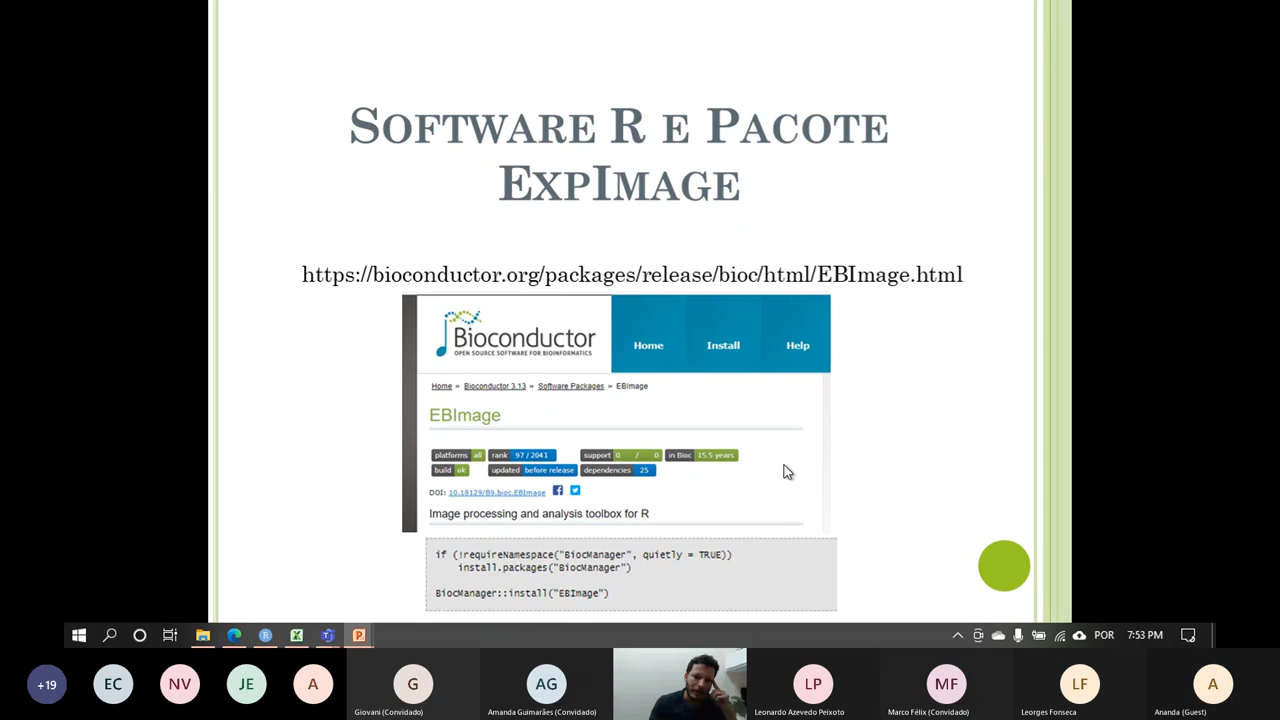 SOFTWARE R E PACOTE
EXPIMAGE
https://bioconductor.org/packages/release/bioc/html/EBImage.html
Bioconductor
OPEN SOURCE SOFTWARE FOR BIOINFORMATICS
Home Install Help
Home » Bioconductor 3.13 » Software Packages » EBImage
EBImage
platforms all rank 97 / 2041 support 0 / 0 in Bioc 15.5 years
build ok updated before release dependencies 25
DOI: 10.18129/B9.bioc.EBImage
Image processing and analysis toolbox for R
if (!requireNamespace("BiocManager", quietly = TRUE))
install.packages("BiocManager")
BiocManager::install("EBImage")
POR 7:53 PM
+19 EC NV JE A G AG LP MF LF A
Giovani (Convidado) Amanda Guimarães (Convidado) Leonardo Azevedo Peixoto Marco Félix (Convidado) Leorges Fonseca Ananda (Guest)